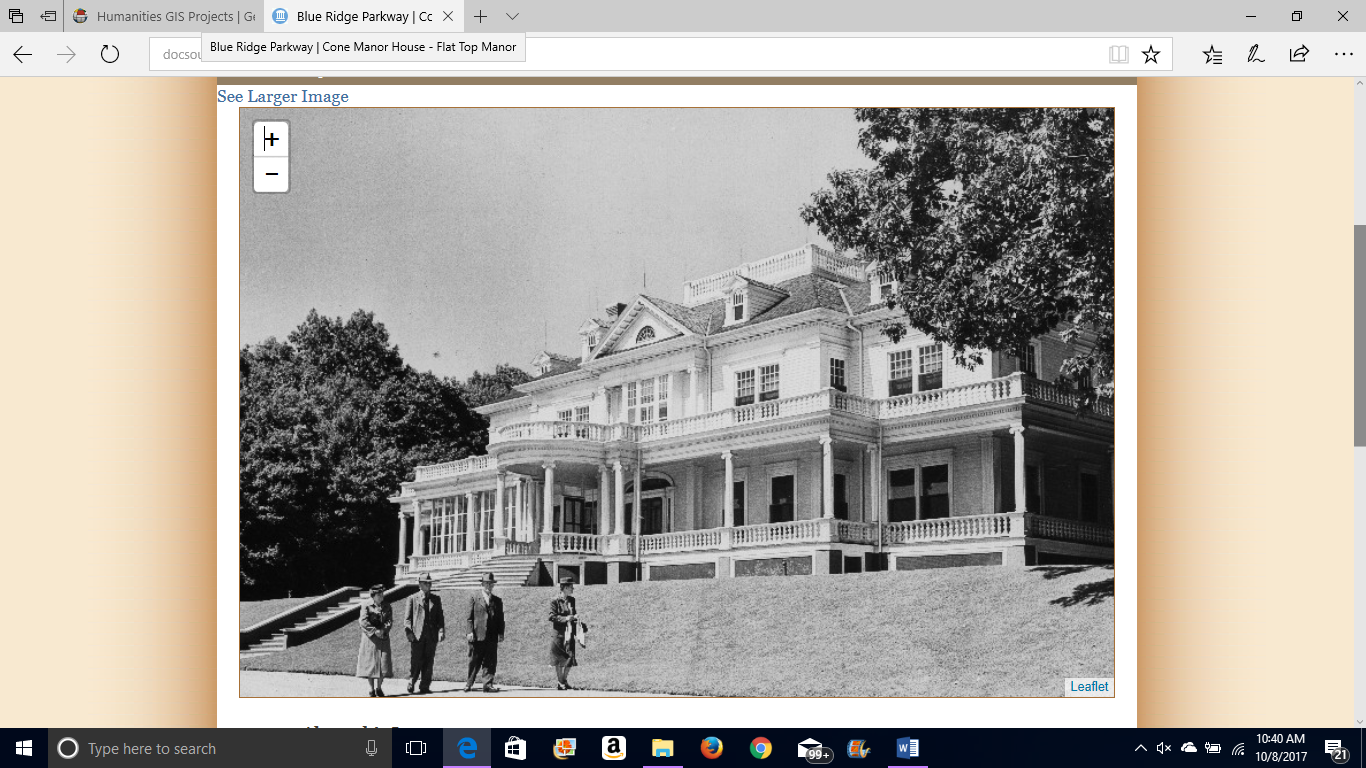 Humanities GIS Projects | Ge
Blue Ridge Parkway | Co
Blue Ridge Parkway | Cone Manor House - Flat Top Manor
docsou
See Larger Image
+
−
Leaflet
Type here to search
99+
10:40 AM
10/8/2017
21